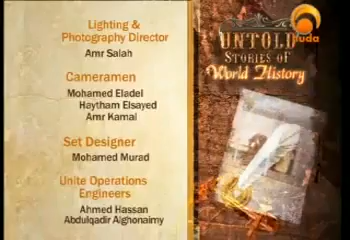 Lighting &
Photography Director
Amr Salah
Cameramen
Mohamed Eladel
Haytham Elsayed
Amr Kamal
Set Designer
Mohamed Murad
Unite Operations
Engineers
Ahmed Hassan
Abdulqadir Alghonaimy
huda
UNTOLD
STORIES OF
World History